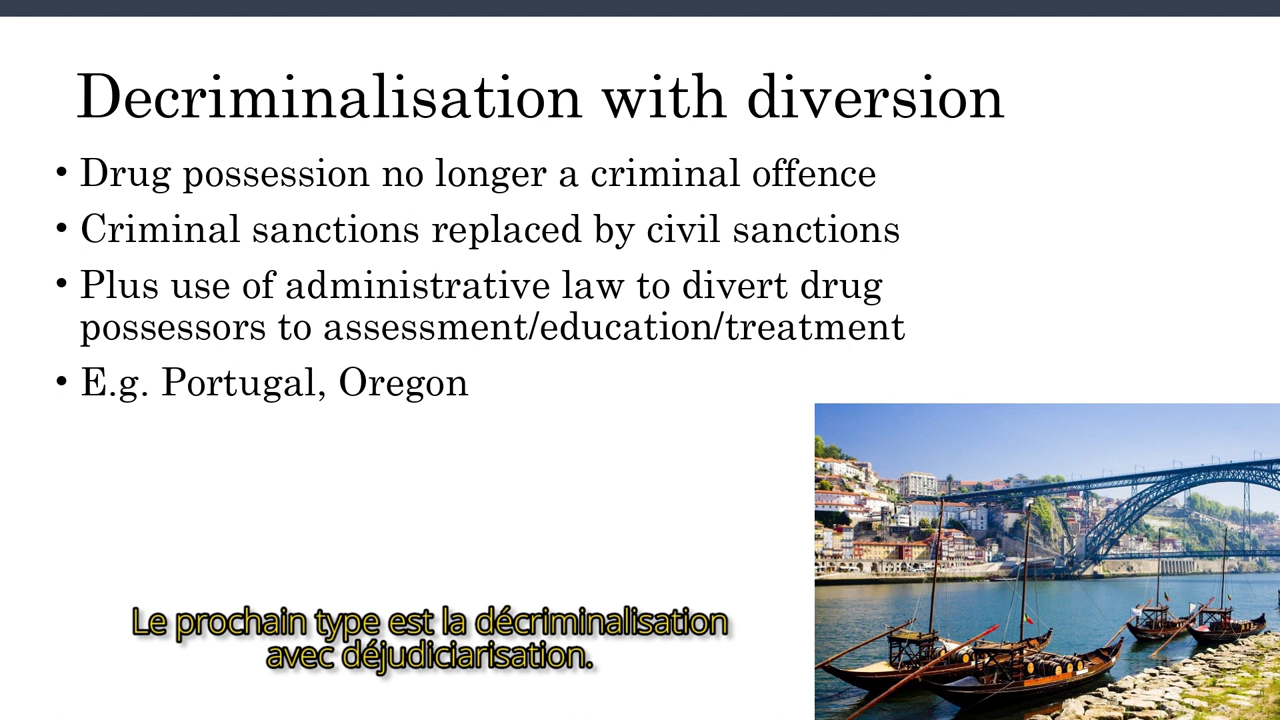 Decriminalisation with diversion
• Drug possession no longer a criminal offence
• Criminal sanctions replaced by civil sanctions
• Plus use of administrative law to divert drug
possessors to assessment/education/treatment
• E.g. Portugal, Oregon
Le prochain type est la décriminalisation
avec déjudiciarisation.